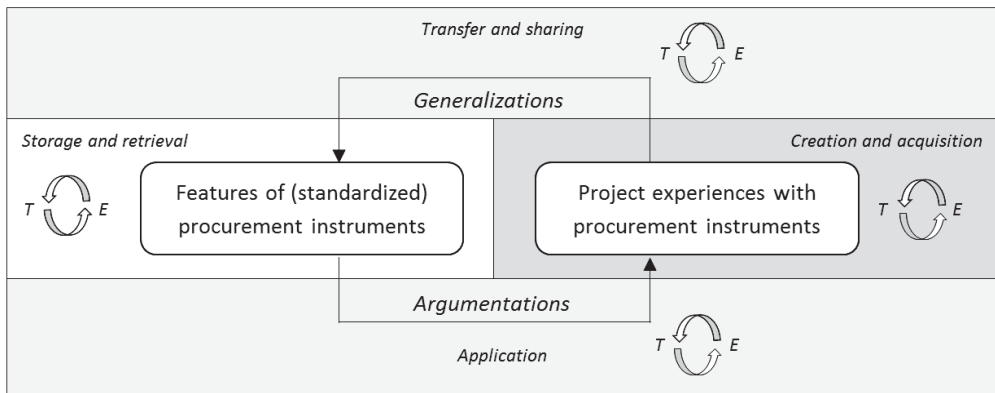 Transfer and sharing
T E
Generalizations
Storage and retrieval
Creation and acquisition
T E
Features of (standardized)
procurement instruments
Project experiences with
procurement instruments
T E
Argumentations
Application
T E